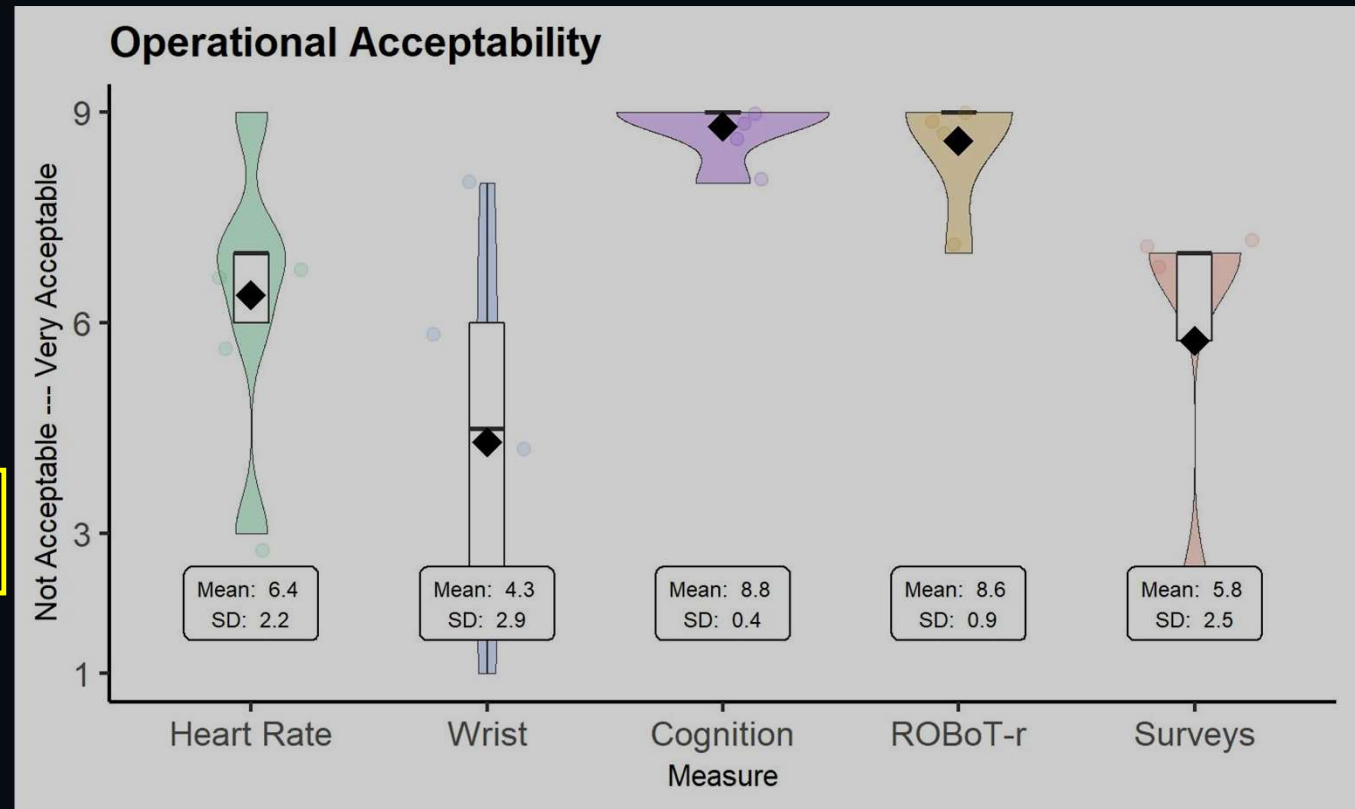 Operational Acceptability
Not Acceptable --- Very Acceptable
9
6
3
1
Mean: 6.4
SD: 2.2
Mean: 4.3
SD: 2.9
Mean: 8.8
SD: 0.4
Mean: 8.6
SD: 0.9
Mean: 5.8
SD: 2.5
Heart Rate
Wrist
Cognition
ROBoT-r
Surveys
Measure